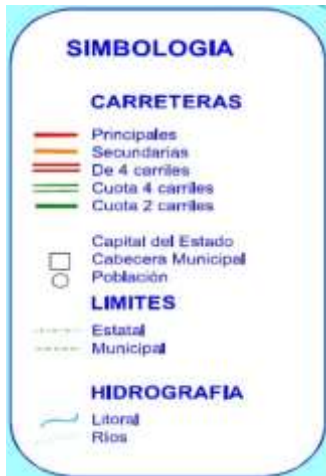 SIMBOLOGIA
CARRETERAS
Principales
Secundarias
De 4 carriles
Cuota 4 carriles
Cuota 2 carriles
Capital del Estado
Cabecera Municipal
Población
LIMITES
Estatal
Municipal
HIDROGRAFIA
Litoral
Rios